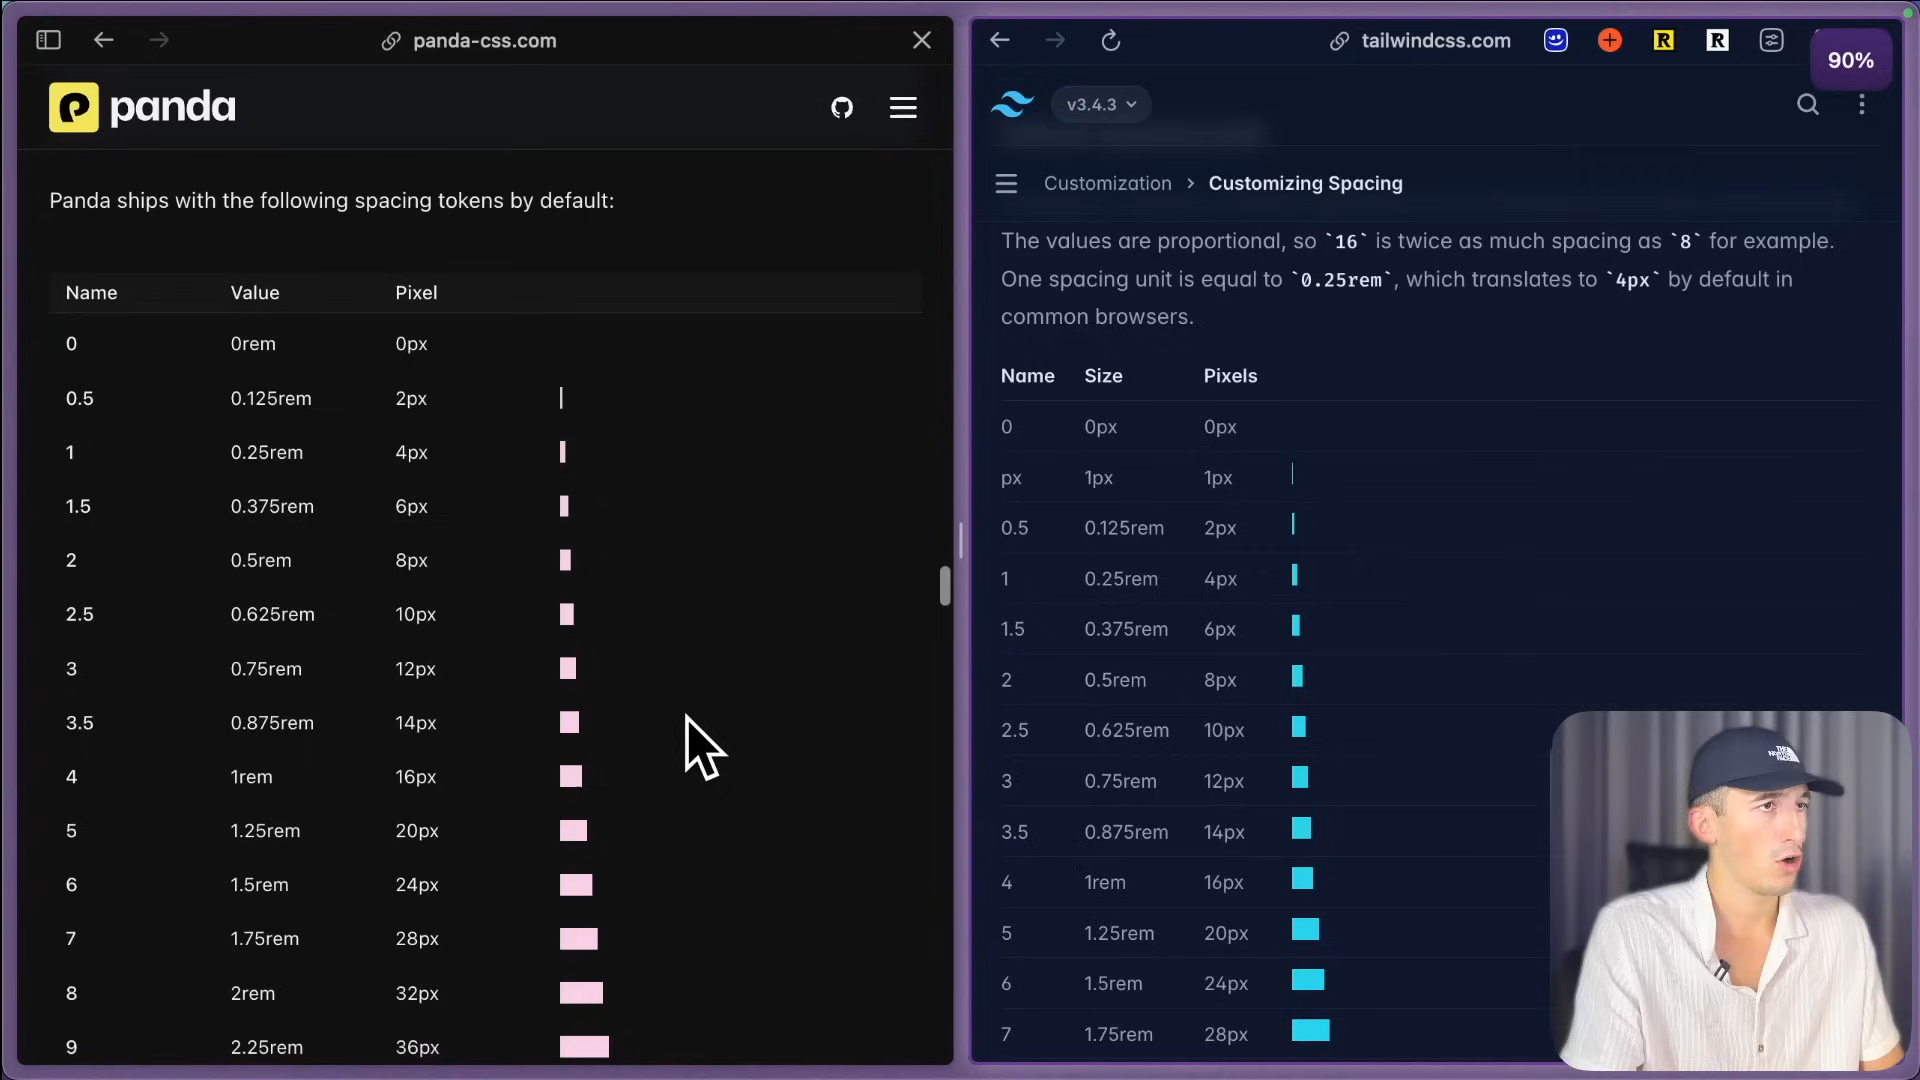 panda-css.com
panda
Panda ships with the following spacing tokens by default:
Name Value Pixel
0 0rem 0px
0.5 0.125rem 2px
1 0.25rem 4px
1.5 0.375rem 6px
2 0.5rem 8px
2.5 0.625rem 10px
3 0.75rem 12px
3.5 0.875rem 14px
4 1rem 16px
5 1.25rem 20px
6 1.5rem 24px
7 1.75rem 28px
8 2rem 32px
9 2.25rem 36px
tailwindcss.com
R
R
90%
v3.4.3
Customization > Customizing Spacing
The values are proportional, so `16` is twice as much spacing as `8` for example.
One spacing unit is equal to `0.25rem`, which translates to `4px` by default in
common browsers.
Name Size Pixels
0 0px 0px
px 1px 1px
0.5 0.125rem 2px
1 0.25rem 4px
1.5 0.375rem 6px
2 0.5rem 8px
2.5 0.625rem 10px
3 0.75rem 12px
3.5 0.875rem 14px
4 1rem 16px
5 1.25rem 20px
6 1.5rem 24px
7 1.75rem 28px
THE
NORTH
FACE